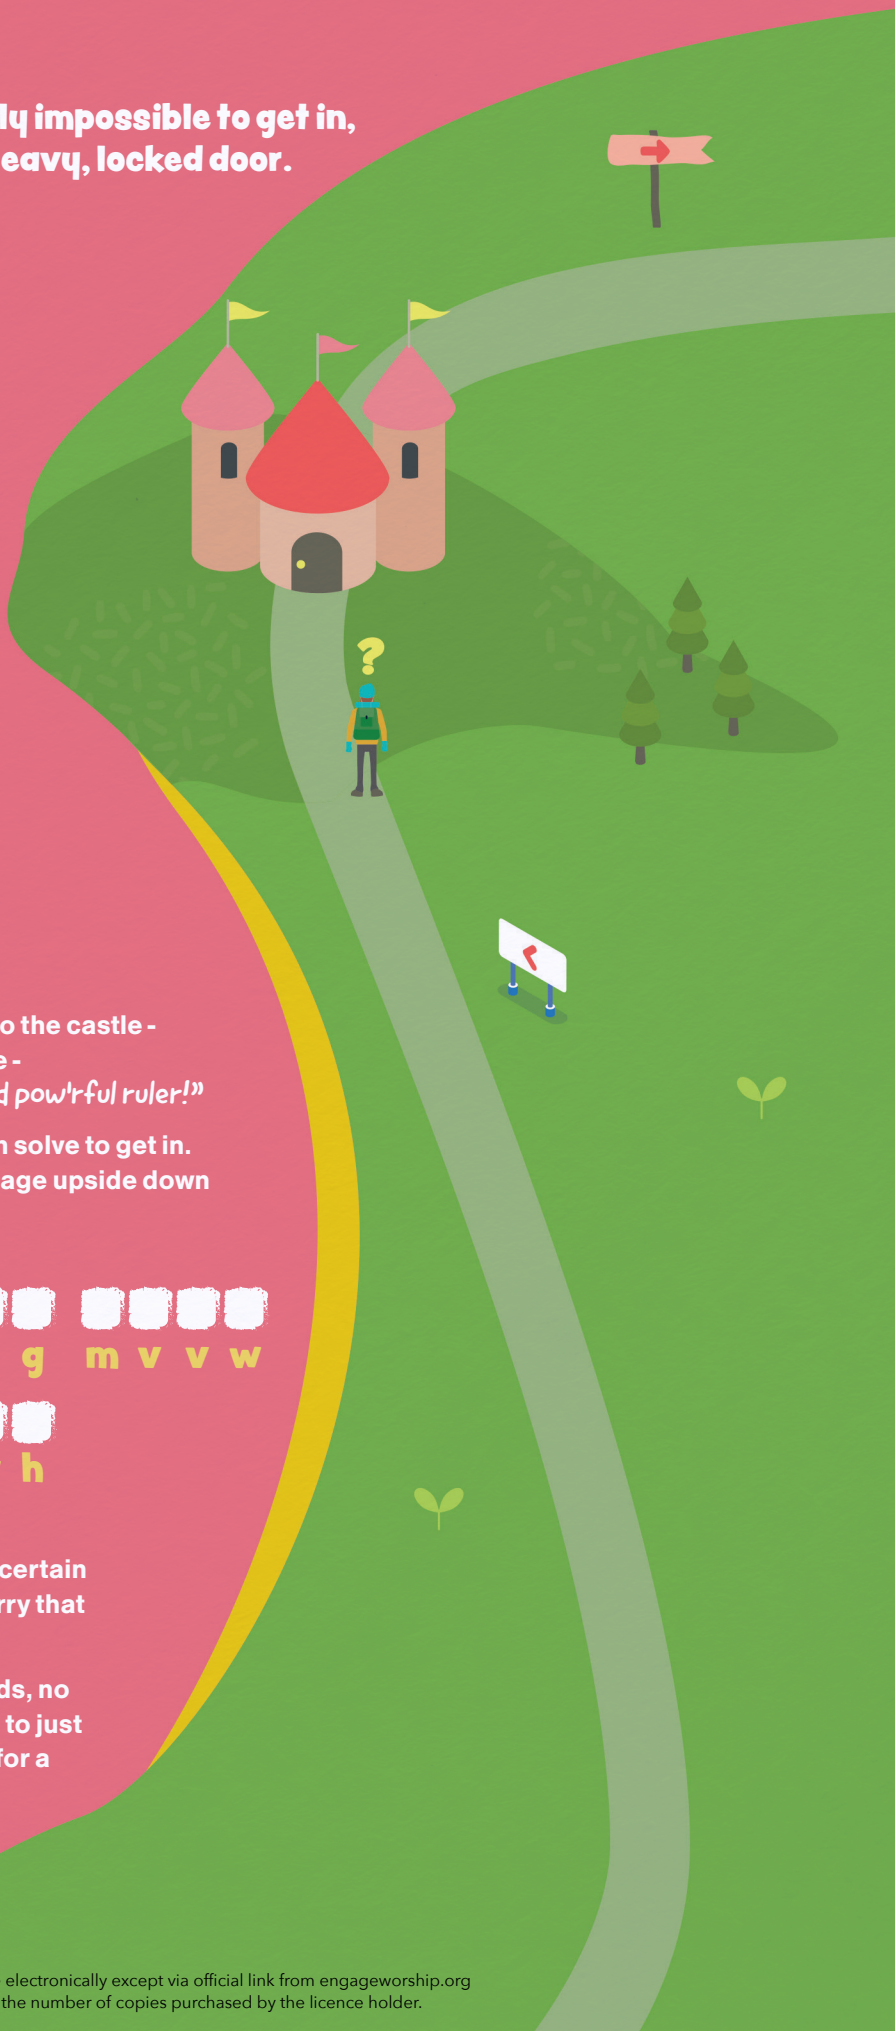 ly impossible to get in,
eavy, locked door.
?
o the castle -
e -
d pow'rful ruler!”
n solve to get in.
age upside down
g m v v w
h
certain
rry that
ds, no
to just
for a
electronically except via official link from engageworship.org
the number of copies purchased by the licence holder.